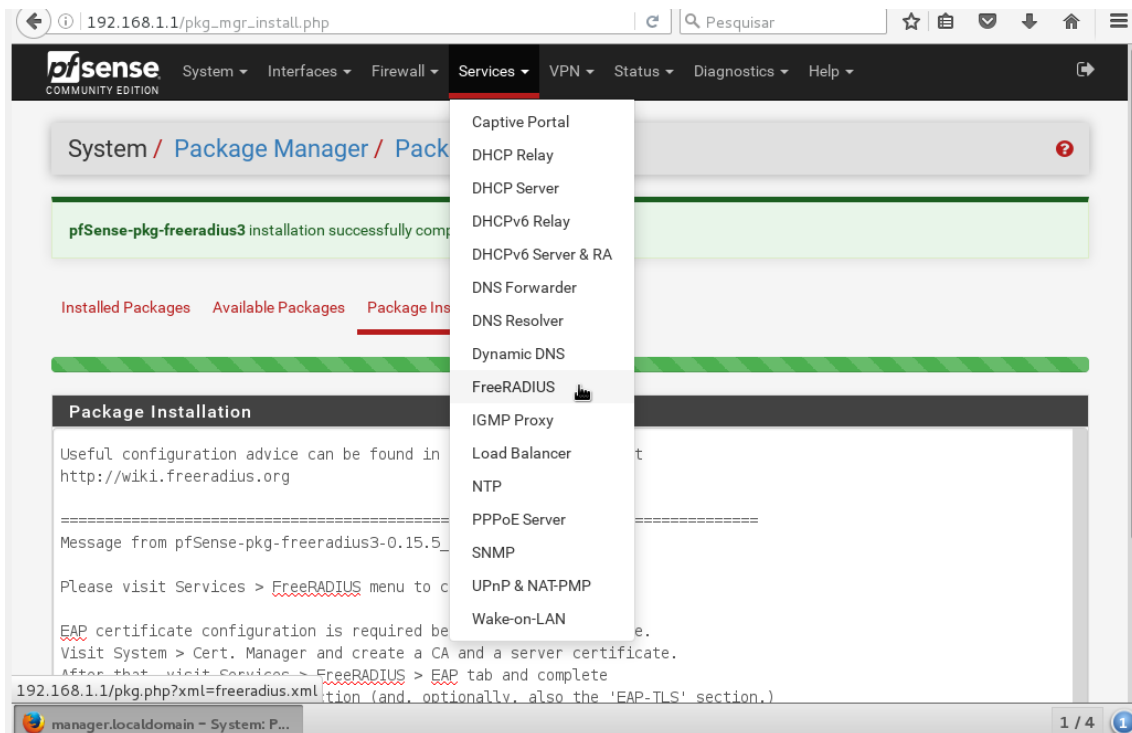 192.168.1.1/pkg_mgr_install.php
Pesquisar
pfsense
COMMUNITY EDITION
System
Interfaces
Firewall
Services
VPN
Status
Diagnostics
Help
System / Package Manager / Pack
pfSense-pkg-freeradius3 installation successfully comp
Installed Packages
Available Packages
Package Ins
Captive Portal
DHCP Relay
DHCP Server
DHCPv6 Relay
DHCPv6 Server & RA
DNS Forwarder
DNS Resolver
Dynamic DNS
FreeRADIUS
IGMP Proxy
Load Balancer
NTP
PPPoE Server
SNMP
UPnP & NAT-PMP
Wake-on-LAN
Package Installation
Useful configuration advice can be found in t
http://wiki.freeradius.org
Message from pfSense-pkg-freeradius3-0.15.5_
Please visit Services > FreeRADIUS menu to c
EAP certificate configuration is required be e.
Visit System > Cert. Manager and create a CA and a server certificate.
After that, visit Services > FreeRADIUS > EAP tab and complete
tion (and, optionally, also the 'EAP-TLS' section.)
192.168.1.1/pkg.php?xml=freeradius.xml
manager.localdomain - System: P...
1 / 4
1